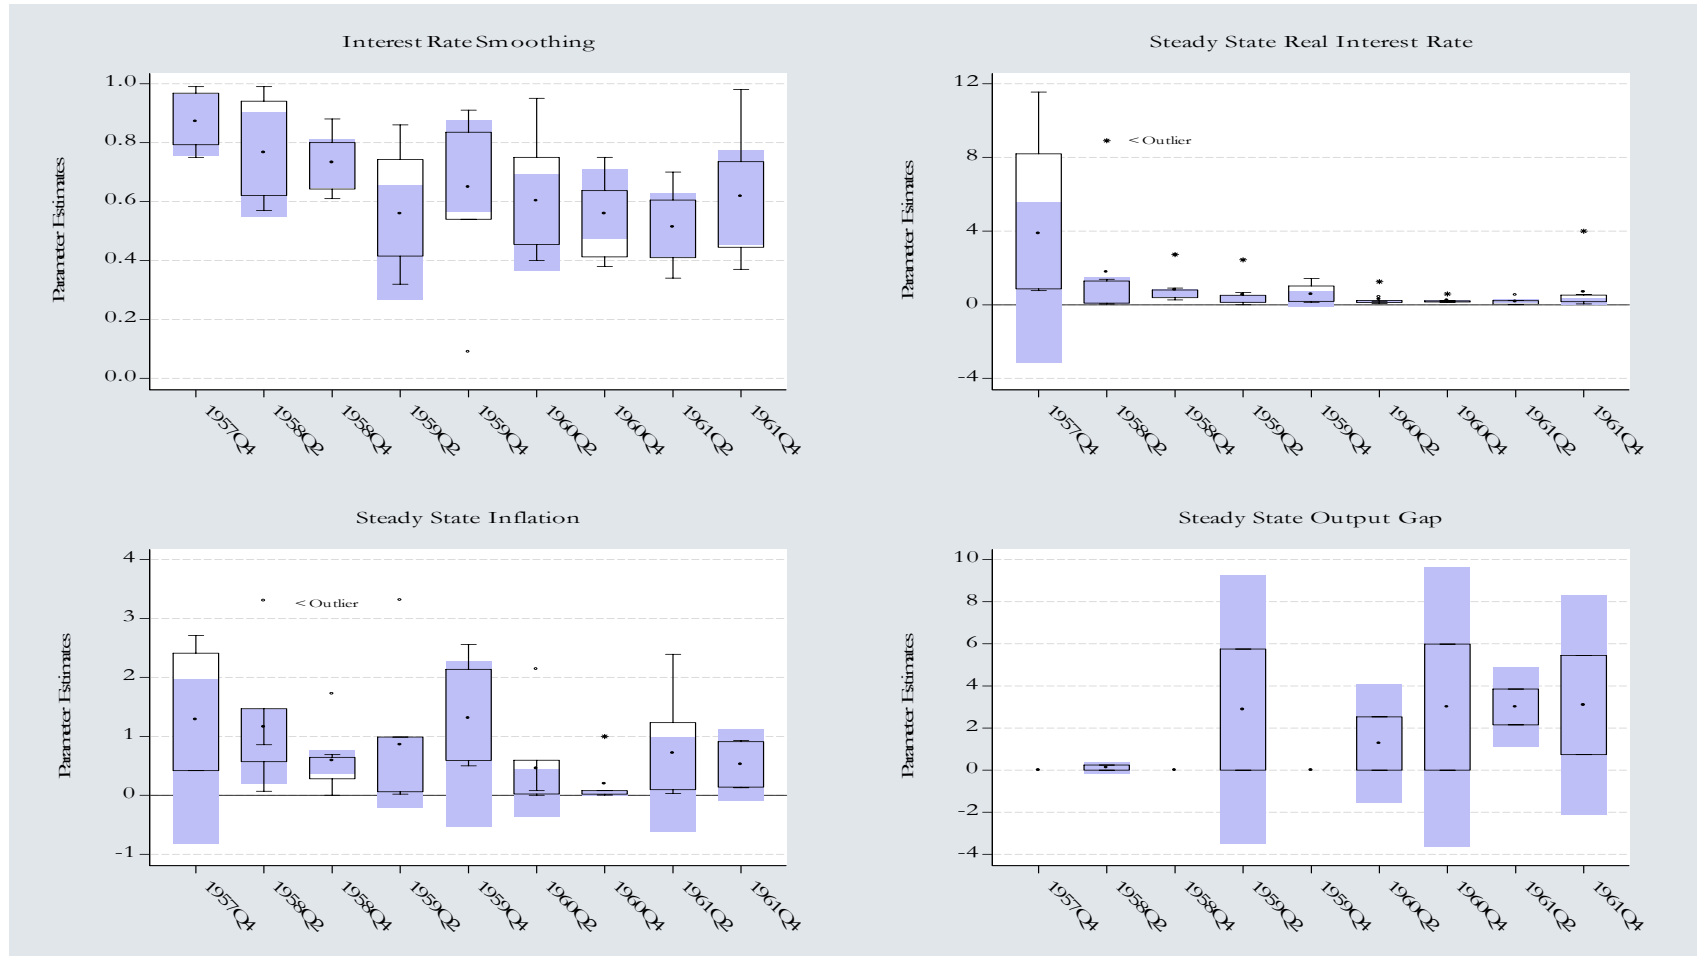 Interest Rate Smoothing
Parameter Estimates
1.0
0.8
0.6
0.4
0.2
0.0
1957Q4
1958Q2
1958Q4
1959Q2
1959Q4
1960Q2
1960Q4
1961Q2
1961Q4
Steady State Real Interest Rate
Parameter Esimates
12
8
4
0
-4
< Outlier
1957Q4
1958Q2
1958Q4
1959Q2
1959Q4
1960Q2
1960Q4
1961Q2
1961Q4
Steady State Inflation
Parameter Estimates
4
3
2
1
0
-1
< Outlier
1957Q4
1958Q2
1958Q4
1959Q2
1959Q4
1960Q2
1960Q4
1961Q2
1961Q4
Steady State Output Gap
Parameter Estimates
10
8
6
4
2
0
-2
-4
1957Q4
1958Q2
1958Q4
1959Q2
1959Q4
1960Q2
1960Q4
1961Q2
1961Q4